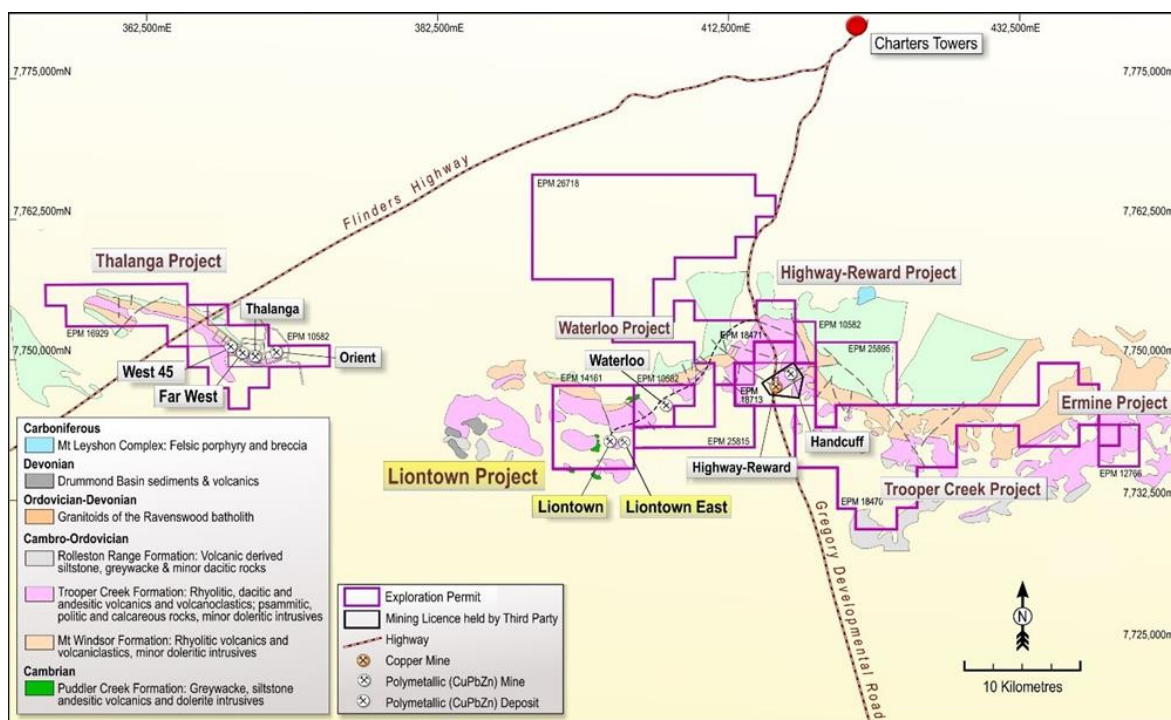 362,500mE
382,500mE
412,500mE
432,500mE
Charters Towers
7,775,000mN
7,775,000mN
Flinders Highway
EPM 26718
7,762,500mN
7,762,500mN
Thalanga Project
Highway-Reward Project
Thalanga
EPM 16929
EPM 10582
Waterloo Project
EPM 18471
EPM 10582
7,750,000mN
7,750,000mN
Orient
EPM 25895
West 45
Waterloo
Far West
EPM 14161
EPM 10582
EPM 18713
Ermine Project
EPM 25815
Handcuff
Liontown Project
Highway-Reward
EPM 12766
Trooper Creek Project
7,732,500mN
Liontown
Liontown East
EPM 18470
Gregory Developmental Road
7,725,000mN
Carboniferous
Mt Leyshon Complex: Felsic porphyry and breccia
Devonian
Drummond Basin sediments & volcanics
Ordovician-Devonian
Granitoids of the Ravenswood batholith
Cambro-Ordovician
Rolleston Range Formation: Volcanic derived
siltstone, greywacke & minor dacitic rocks
Trooper Creek Formation: Rhyolitic, dacitic and
andesitic volcanics and volcanoclastics; psammitic,
politic and calcareous rocks, minor doleritic intrusives
Mt Windsor Formation: Rhyolitic volcanics and
volcaniclastics, minor doleritic intrusives
Cambrian
Puddler Creek Formation: Greywacke, siltstone
andesitic volcanics and dolerite intrusives
Exploration Permit
Mining Licence held by Third Party
Highway
Copper Mine
Polymetallic (CuPbZn) Mine
Polymetallic (CuPbZn) Deposit
N
10 Kilometres